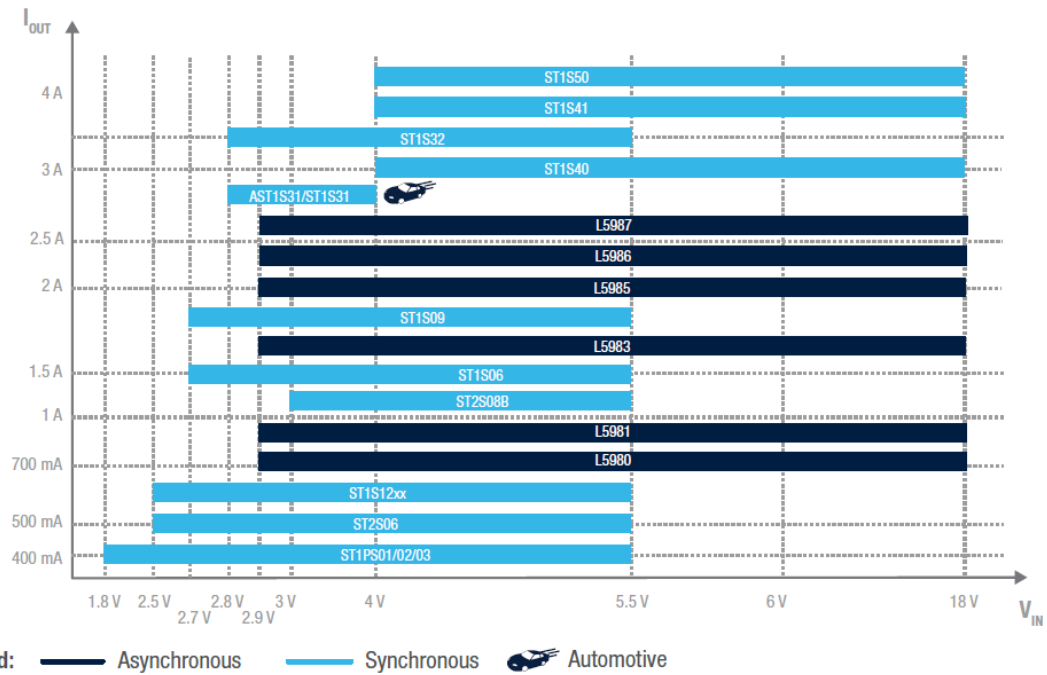 I OUT
ST1S50
4 A
ST1S41
ST1S32
3 A
ST1S40
AST1S31/ST1S31
L5987
2.5 A
L5986
2 A
L5985
ST1S09
L5983
1.5 A
ST1S06
ST2S08B
1 A
L5981
700 mA
L5980
ST1S12xx
500 mA
ST2S06
400 mA
ST1PS01/02/03
1.8 V 2.5 V 2.8 V 3 V 4 V 5.5 V 6 V 18 V
2.7 V 2.9 V
V IN
d: Asynchronous Synchronous Automotive